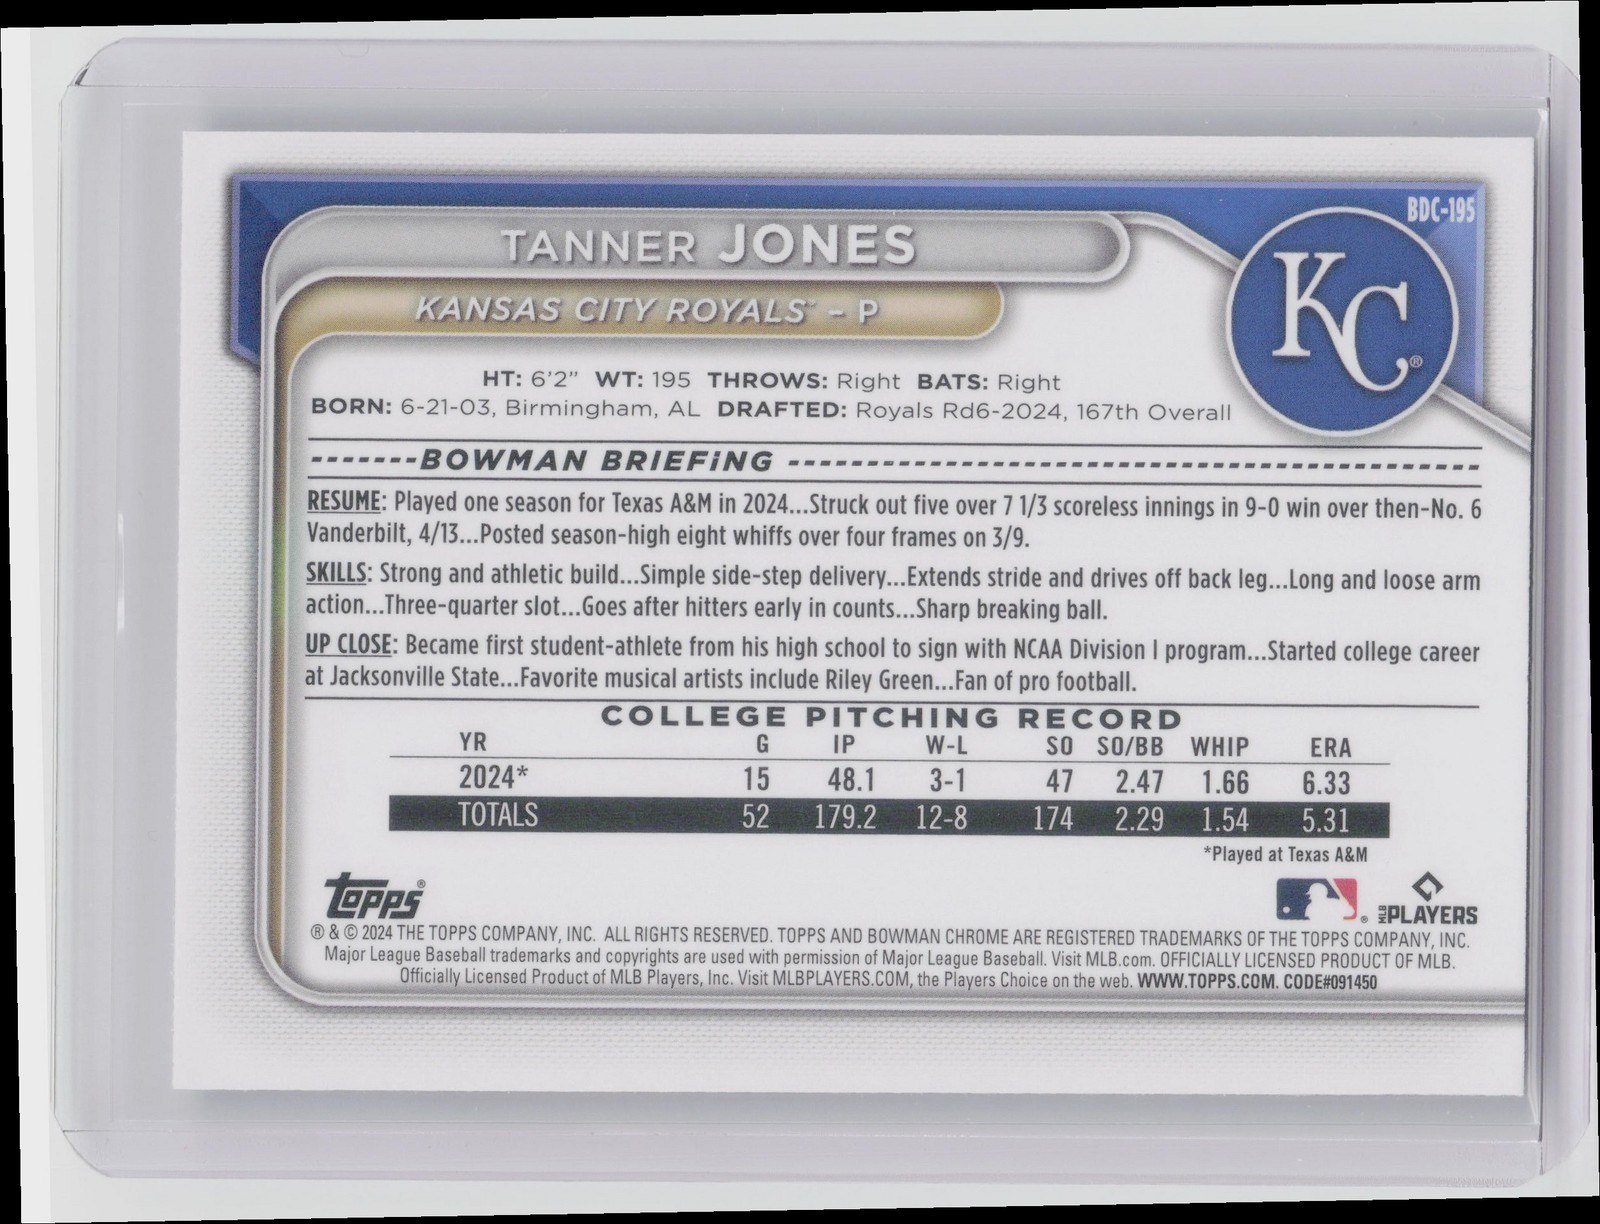 BDC-195
TANNER JONES
KANSAS CITY ROYALS™ – P
KC®
HT: 6'2" WT: 195 THROWS: Right BATS: Right
BORN: 6-21-03, Birmingham, AL DRAFTED: Royals Rd6-2024, 167th Overall
BOWMAN BRIEFiNG
RESUME: Played one season for Texas A&M in 2024...Struck out five over 7 1/3 scoreless innings in 9-0 win over then-No. 6
Vanderbilt, 4/13...Posted season-high eight whiffs over four frames on 3/9.
SKILLS: Strong and athletic build...Simple side-step delivery...Extends stride and drives off back leg...Long and loose arm
action...Three-quarter slot...Goes after hitters early in counts...Sharp breaking ball.
UP CLOSE: Became first student-athlete from his high school to sign with NCAA Division I program...Started college career
at Jacksonville State...Favorite musical artists include Riley Green...Fan of pro football.
COLLEGE PITCHING RECORD
YR G IP W-L SO SO/BB WHIP ERA
2024* 15 48.1 3-1 47 2.47 1.66 6.33
TOTALS 52 179.2 12-8 174 2.29 1.54 5.31
*Played at Texas A&M
Topps® ® MLB PLAYERS
® & © 2024 THE TOPPS COMPANY, INC. ALL RIGHTS RESERVED. TOPPS AND BOWMAN CHROME ARE REGISTERED TRADEMARKS OF THE TOPPS COMPANY, INC.
Major League Baseball trademarks and copyrights are used with permission of Major League Baseball. Visit MLB.com. OFFICIALLY LICENSED PRODUCT OF MLB.
Officially Licensed Product of MLB Players, Inc. Visit MLBPLAYERS.COM, the Players Choice on the web. WWW.TOPPS.COM. CODE#091450